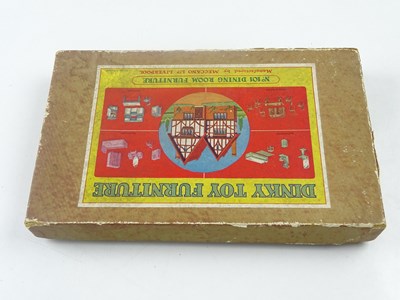 DINKY TOY FURNITURE
Nº 101 DINING ROOM FURNITURE
Manufactured by MECCANO LTD LIVERPOOL